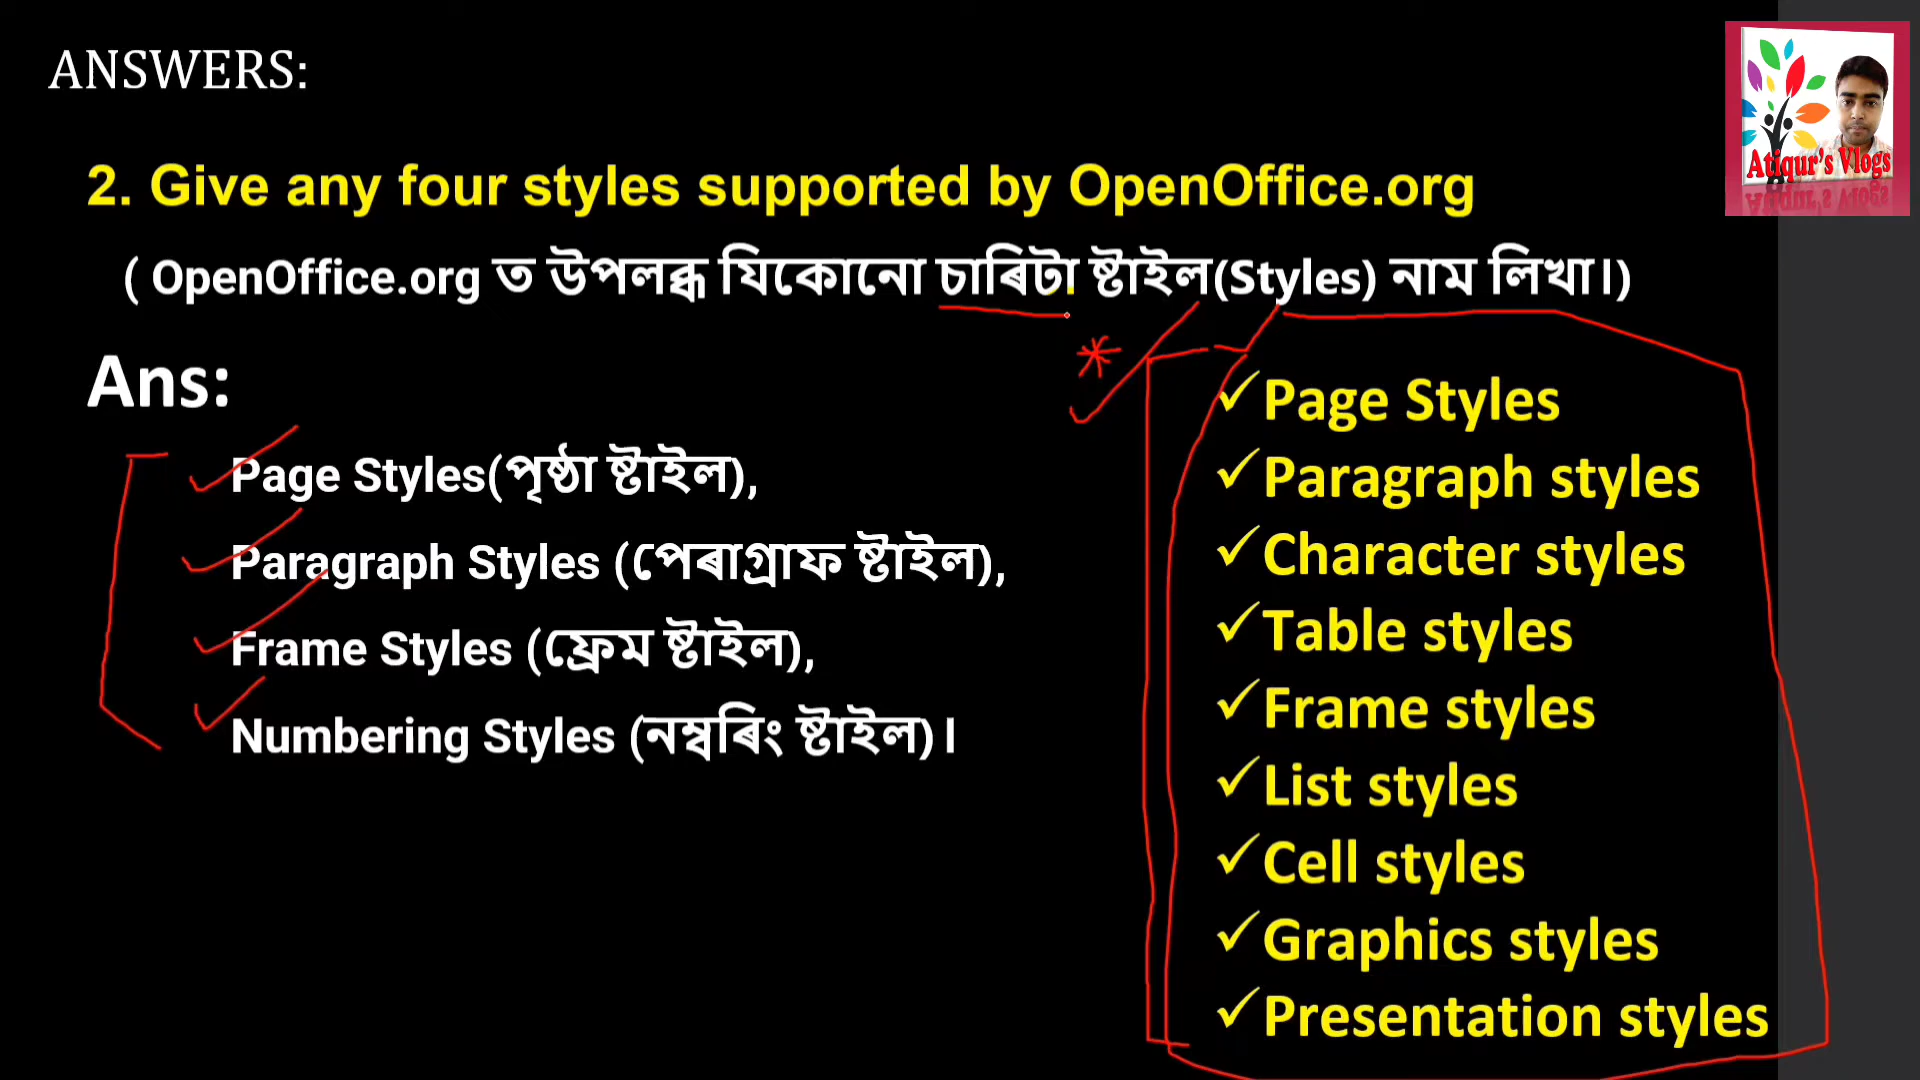 ANSWERS:
Atiqur's Vlogs
2. Give any four styles supported by OpenOffice.org
( OpenOffice.org ত উপলব্ধ যিকোনো চাৰিটা ষ্টাইল(Styles) নাম লিখা।)
Ans:
Page Styles(পৃষ্ঠা ষ্টাইল),
Paragraph Styles (পেৰাগ্ৰাফ ষ্টাইল),
Frame Styles (ফ্ৰেম ষ্টাইল),
Numbering Styles (নম্বৰিং ষ্টাইল)।
*
✓Page Styles
✓Paragraph styles
✓Character styles
✓Table styles
✓Frame styles
✓List styles
✓Cell styles
✓Graphics styles
✓Presentation styles